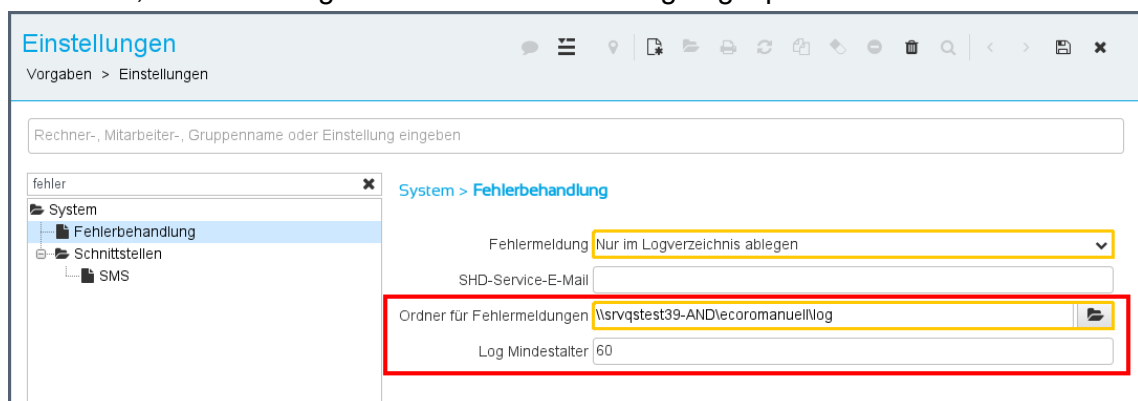 Einstellungen
Vorgaben > Einstellungen
Rechner-, Mitarbeiter-, Gruppenname oder Einstellung eingeben
fehler
System
Fehlerbehandlung
Schnittstellen
SMS
System > Fehlerbehandlung
Fehlermeldung Nur im Logverzeichnis ablegen
SHD-Service-E-Mail
Ordner für Fehlermeldungen \\srvqstest39-AND\ecoromanuell\log
Log Mindestalter 60